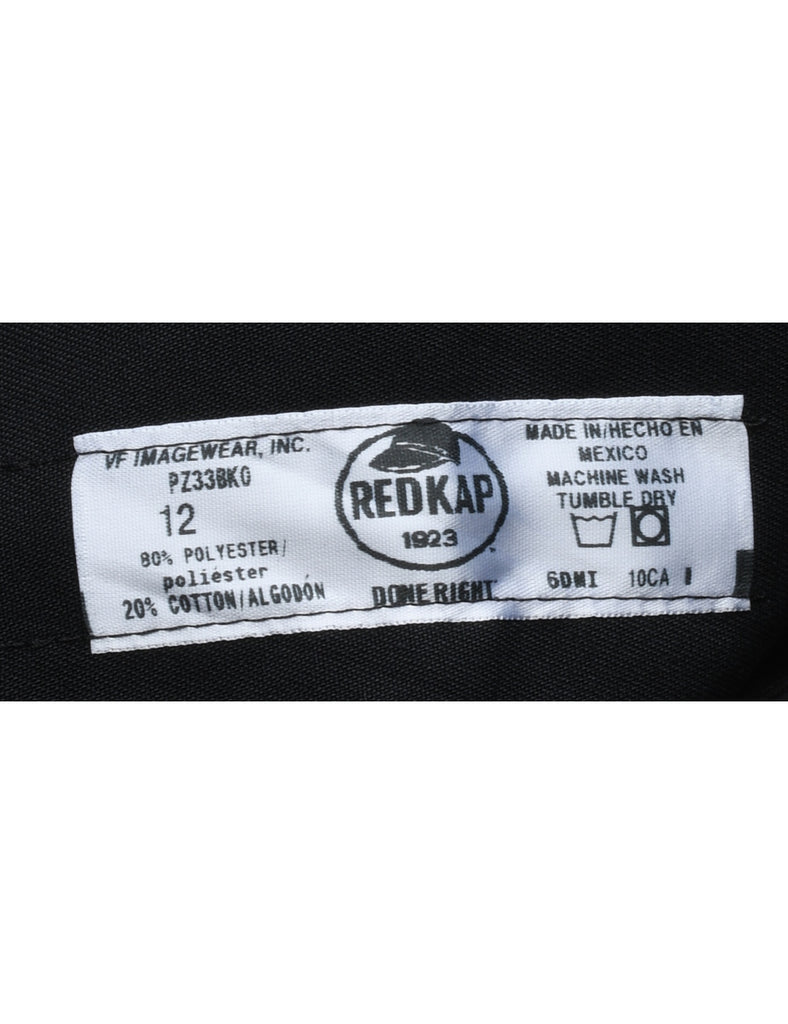 VF IMAGEWEAR, INC.
PZ33BKO
12
80% POLYESTER/
poliéster
20% COTTON/ALGODÓN
REDKAP
1923
DONE RIGHT
MADE IN/HECHO EN
MEXICO
MACHINE WASH
TUMBLE DRY
6DMI 10CA